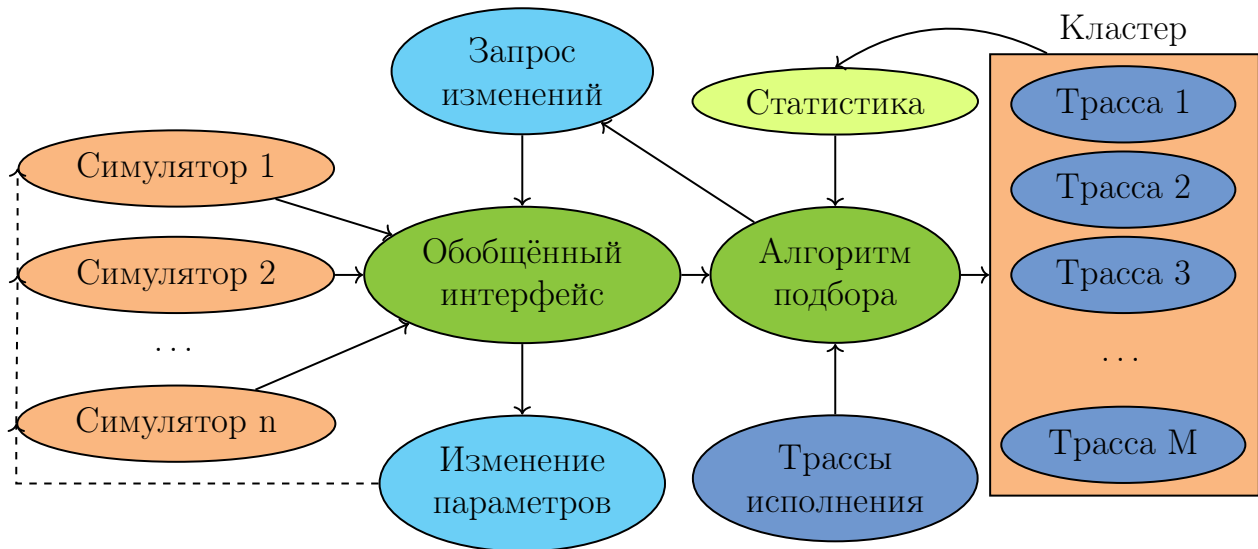 Кластер
Запрос
изменений
Статистика
Трасса 1
Симулятор 1
Трасса 2
Симулятор 2
Обобщённый
интерфейс
Алгоритм
подбора
Трасса 3
. . .
. . .
Симулятор n
Изменение
параметров
Трассы
исполнения
Трасса M